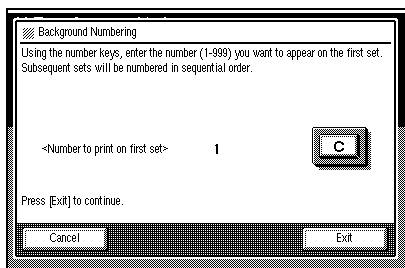 Background Numbering
Using the number keys, enter the number (1-999) you want to appear on the first set.
Subsequent sets will be numbered in sequential order.
<Number to print on first set> 1 C
Press [Exit] to continue.
Cancel Exit